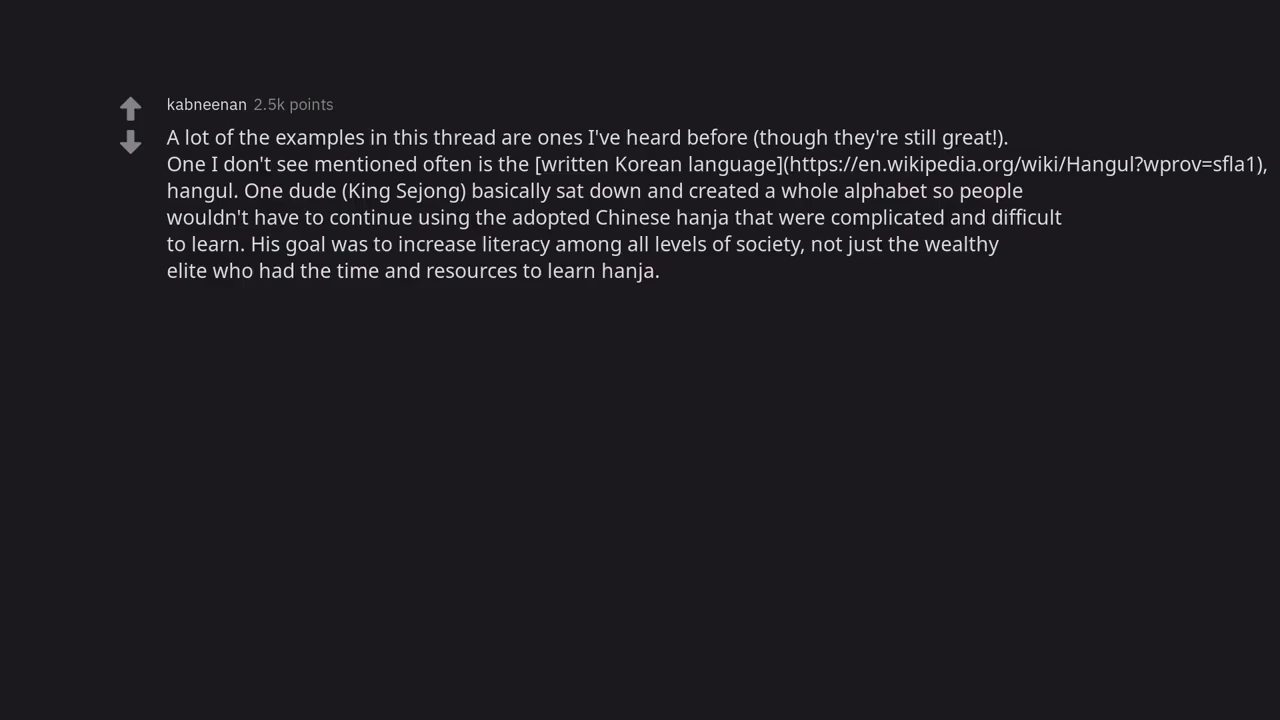 kabneenan 2.5k points
A lot of the examples in this thread are ones I've heard before (though they're still great!).
One I don't see mentioned often is the [written Korean language](https://en.wikipedia.org/wiki/Hangul?wprov=sfla1),
hangul. One dude (King Sejong) basically sat down and created a whole alphabet so people
wouldn't have to continue using the adopted Chinese hanja that were complicated and difficult
to learn. His goal was to increase literacy among all levels of society, not just the wealthy
elite who had the time and resources to learn hanja.